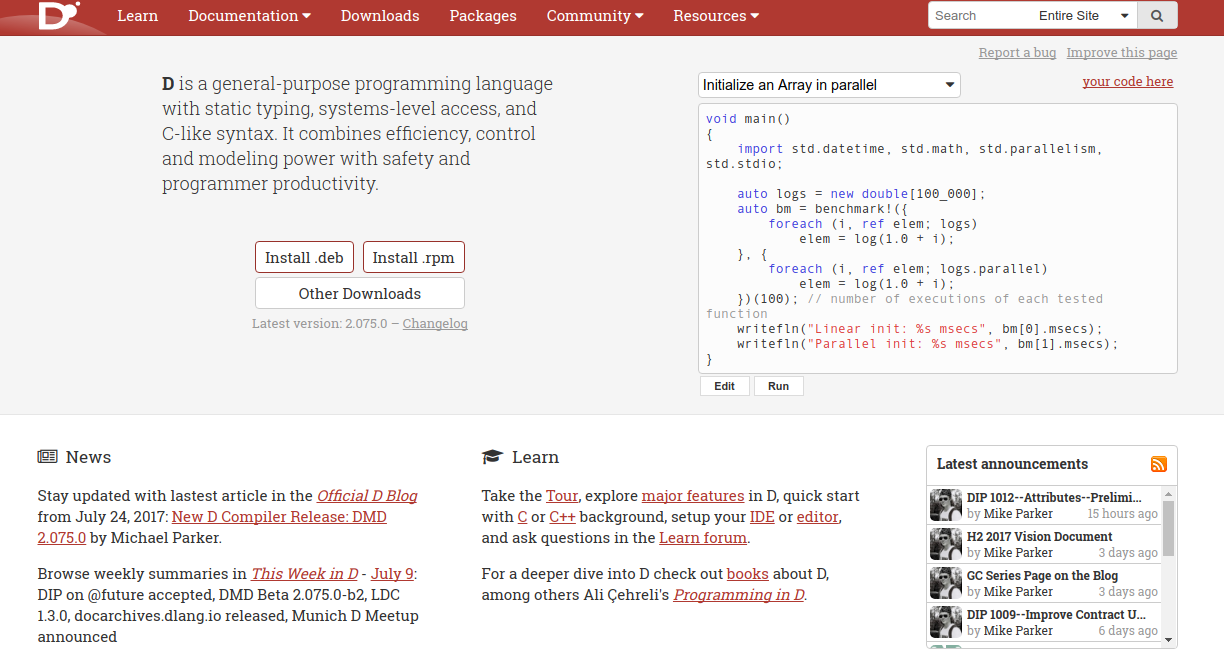 D
Learn Documentation Downloads Packages Community Resources
Search Entire Site
Report a bug Improve this page
D is a general-purpose programming language
with static typing, systems-level access, and
C-like syntax. It combines efficiency, control
and modeling power with safety and
programmer productivity.
Install .deb Install .rpm
Other Downloads
Latest version: 2.075.0 – Changelog
Initialize an Array in parallel
your code here
void main()
{
    import std.datetime, std.math, std.parallelism,
std.stdio;
    auto logs = new double[100_000];
    auto bm = benchmark!({
        foreach (i, ref elem; logs)
            elem = log(1.0 + i);
    }, {
        foreach (i, ref elem; logs.parallel)
            elem = log(1.0 + i);
    })(100); // number of executions of each tested
function
    writefln("Linear init: %s msecs", bm[0].msecs);
    writefln("Parallel init: %s msecs", bm[1].msecs);
}
Edit Run
News
Stay updated with lastest article in the Official D Blog
from July 24, 2017: New D Compiler Release: DMD
2.075.0 by Michael Parker.
Browse weekly summaries in This Week in D - July 9:
DIP on @future accepted, DMD Beta 2.075.0-b2, LDC
1.3.0, docarchives.dlang.io released, Munich D Meetup
announced
Learn
Take the Tour, explore major features in D, quick start
with C or C++ background, setup your IDE or editor,
and ask questions in the Learn forum.
For a deeper dive into D check out books about D,
among others Ali Çehreli's Programming in D.
Latest announcements
DIP 1012--Attributes--Prelimi...
by Mike Parker 15 hours ago
H2 2017 Vision Document
by Mike Parker 3 days ago
GC Series Page on the Blog
by Mike Parker 3 days ago
DIP 1009--Improve Contract U...
by Mike Parker 6 days ago